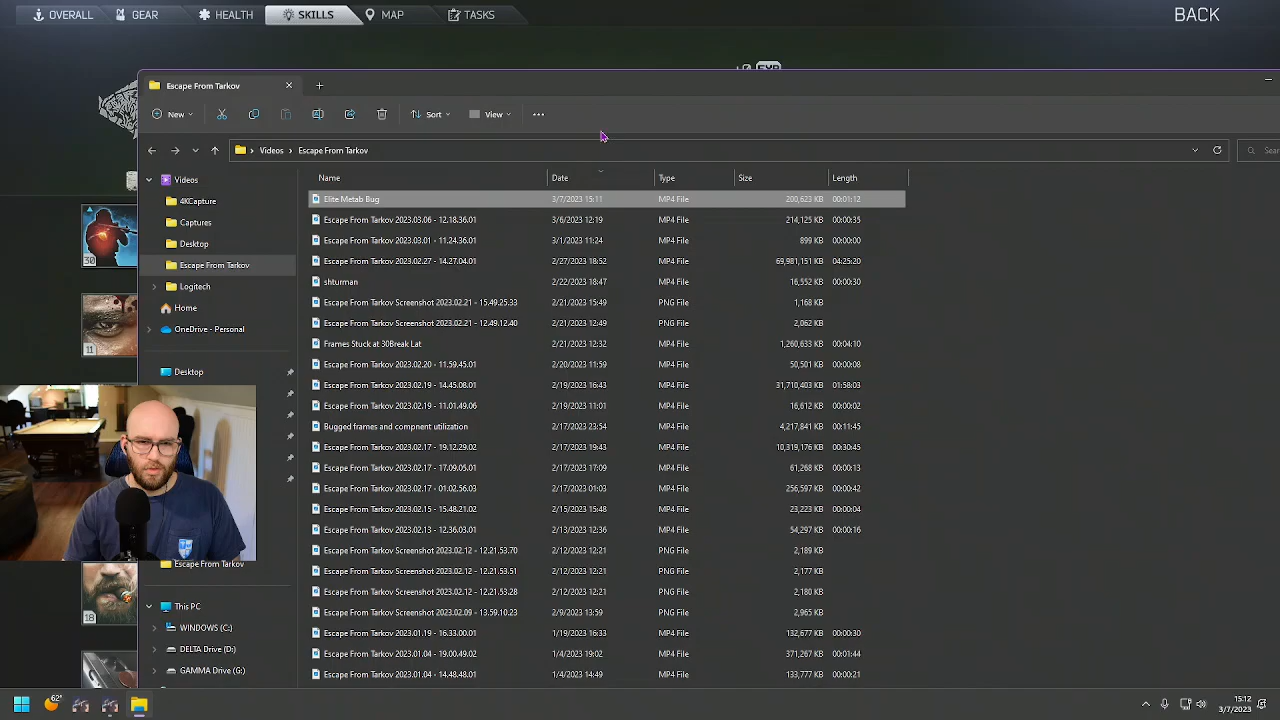 OVERALL GEAR HEALTH SKILLS MAP TASKS BACK
Escape From Tarkov
New Sort View
Videos Escape From Tarkov
Name Date Type Size Length
Videos
4KCapture
Captures
Desktop
Escape From Tarkov
Logitech
Home
OneDrive - Personal
Desktop
Escape From Tarkov
This PC
WINDOWS (C:)
DELTA Drive (D:)
GAMMA Drive (G:)
Elite Metab Bug 3/7/2023 15:11 MP4 File 200,623 KB 00:01:12
Escape From Tarkov 2023.03.06 - 12.18.36.01 3/6/2023 12:19 MP4 File 214,125 KB 00:00:35
Escape From Tarkov 2023.03.01 - 11.24.36.01 3/1/2023 11:24 MP4 File 899 KB 00:00:00
Escape From Tarkov 2023.02.27 - 14.27.04.01 2/27/2023 18:52 MP4 File 69,981,151 KB 04:25:20
shturman 2/22/2023 18:47 MP4 File 16,552 KB 00:00:30
Escape From Tarkov Screenshot 2023.02.21 - 15.49.25.33 2/21/2023 15:49 PNG File 1,168 KB
Escape From Tarkov Screenshot 2023.02.21 - 12.49.12.40 2/21/2023 12:49 PNG File 2,062 KB
Frames Stuck at 30Break Lat 2/21/2023 12:32 MP4 File 1,260,633 KB 00:04:10
Escape From Tarkov 2023.02.20 - 11.59.45.01 2/20/2023 11:59 MP4 File 50,501 KB 00:00:08
Escape From Tarkov 2023.02.19 - 14.45.08.01 2/19/2023 16:43 MP4 File 31,710,403 KB 01:58:03
Escape From Tarkov 2023.02.19 - 11.01.49.06 2/19/2023 11:01 MP4 File 16,612 KB 00:00:02
Bugged frames and compnent utilization 2/17/2023 23:54 MP4 File 4,217,841 KB 00:11:45
Escape From Tarkov 2023.02.17 - 19.12.29.02 2/17/2023 19:43 MP4 File 10,319,176 KB 00:30:45
Escape From Tarkov 2023.02.17 - 17.09.05.01 2/17/2023 17:09 MP4 File 61,268 KB
Escape From Tarkov 2023.02.17 - 01.02.56.03 2/17/2023 01:03 MP4 File 256,597 KB 00:00:42
Escape From Tarkov 2023.02.15 - 15.48.21.02 2/15/2023 15:48 MP4 File 23,223 KB 00:00:04
Escape From Tarkov 2023.02.13 - 12.36.03.01 2/13/2023 12:36 MP4 File 54,297 KB 00:00:16
Escape From Tarkov Screenshot 2023.02.12 - 12.21.53.70 2/12/2023 12:21 PNG File 2,189 KB
Escape From Tarkov Screenshot 2023.02.12 - 12.21.53.51 2/12/2023 12:21 PNG File 2,177 KB
Escape From Tarkov Screenshot 2023.02.12 - 12.21.53.28 2/12/2023 12:21 PNG File 2,180 KB
Escape From Tarkov Screenshot 2023.02.09 - 13.59.10.23 2/9/2023 13:59 PNG File 2,965 KB
Escape From Tarkov 2023.01.19 - 16.33.00.01 1/19/2023 16:33 MP4 File 132,677 KB 00:00:30
Escape From Tarkov 2023.01.04 - 19.00.49.02 1/4/2023 19:02 MP4 File 371,267 KB 00:01:44
Escape From Tarkov 2023.01.04 - 14.48.48.01 1/4/2023 14:49 MP4 File 133,777 KB 00:00:21
30
11
18
62°
15:12
3/7/2023